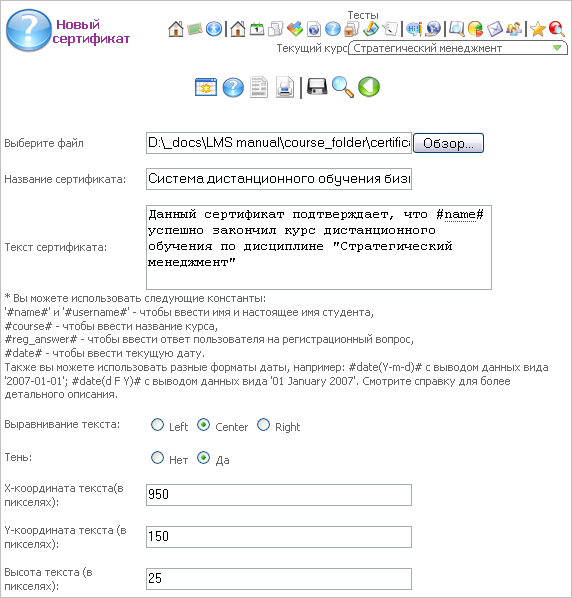 Новый
сертификат
Тесты
Текущий курс Стратегический менеджмент
Выберите файл D:\_docs\LMS manual\course_folder\certific Обзор...
Название сертификата: Система дистанционого обучения
Текст сертификата:
Данный сертификат подтверждает, что #name#
успешно закончил курс дистанционного
обучения по дисциплине "Стратегический
менеджмент"
* Вы можете использовать следующие константы:
'#name#' и '#username#' - чтобы ввести имя и настоящее имя студента,
#course# - чтобы ввести название курса,
#reg_answer# - чтобы ввести ответ пользователя на регистрационный вопрос,
#date# - чтобы ввести текущую дату.
Также вы можете использовать разные форматы даты, например: #date(Y-m-d)# с выводом данных вида
'2007-01-01'; #date(d F Y)# с выводом данных вида '01 January 2007'. Смотрите справку для более
детального описания.
Выравнивание текста: Left Center Right
Тень: Нет Да
X-координата текста(в
пикселях): 950
Y-координата текста (в
пикселях): 150
Высота текста (в
пикселях): 25